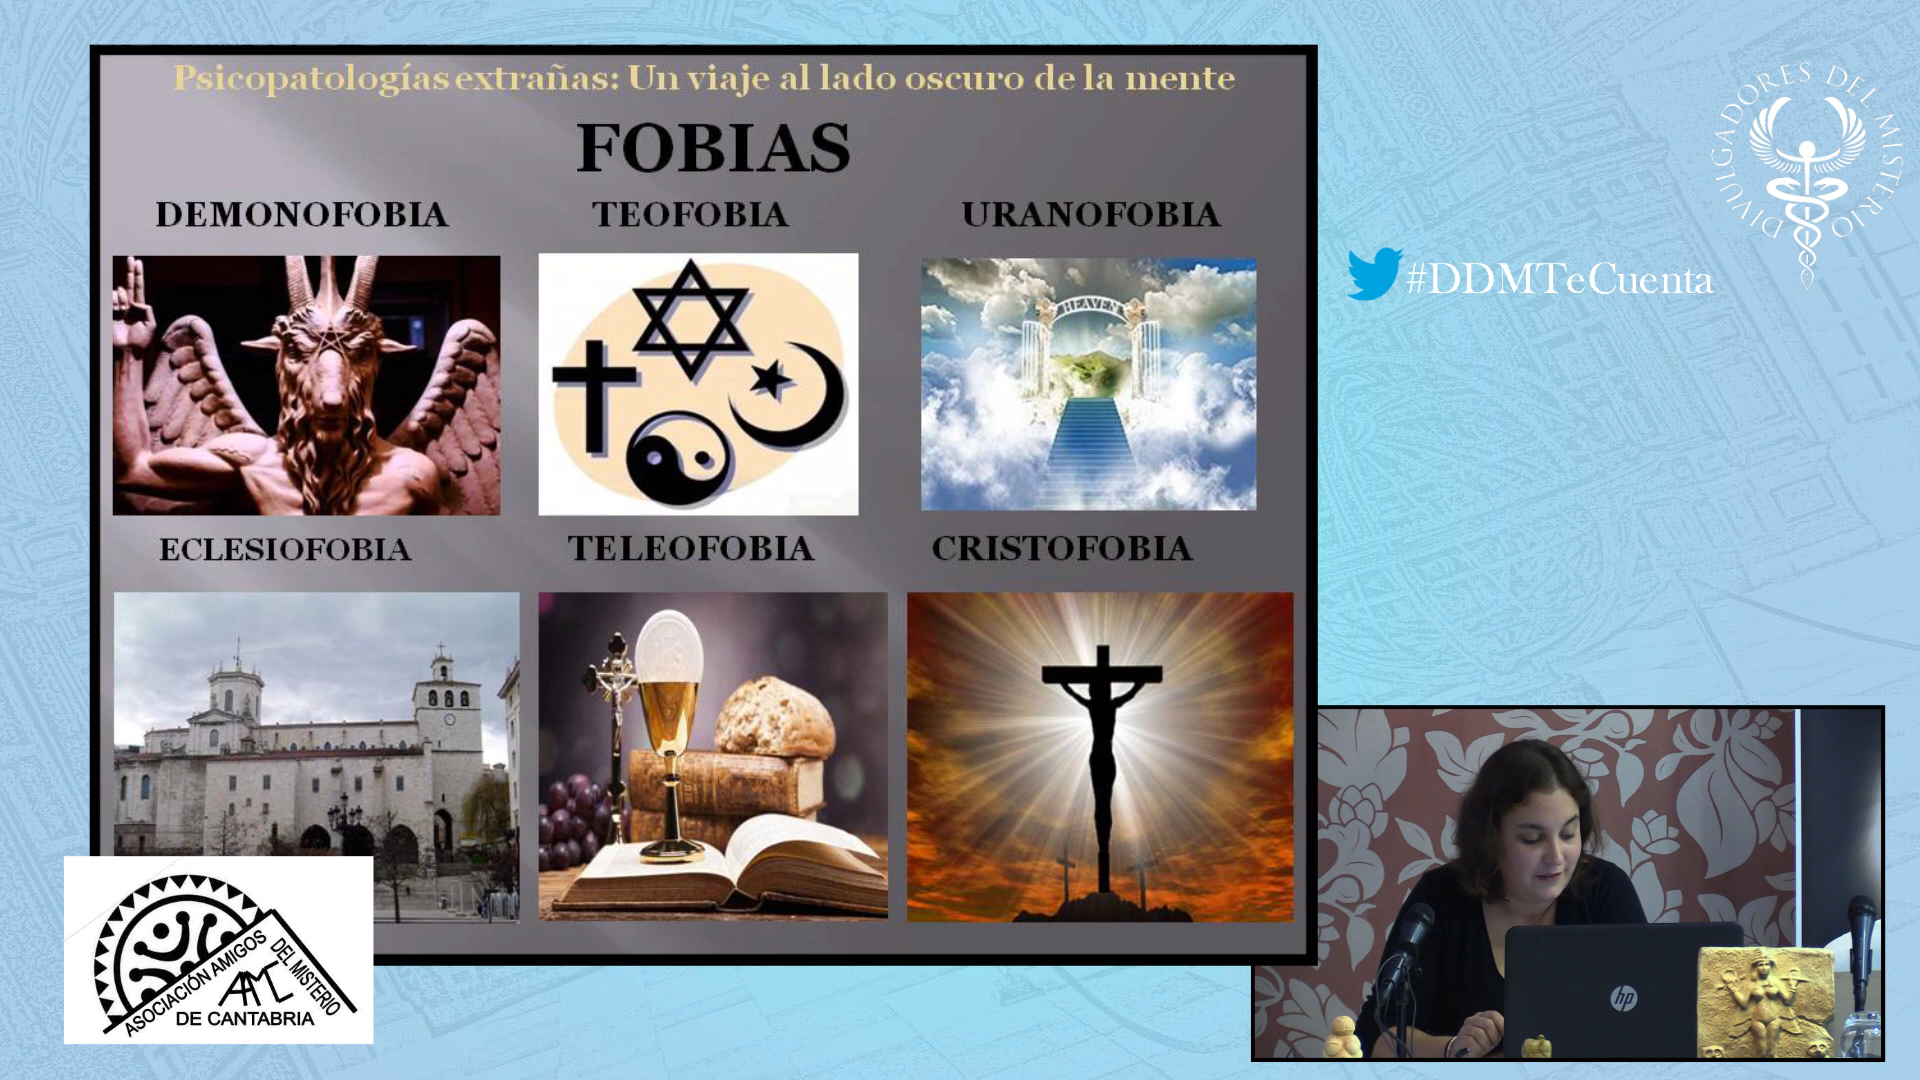 Psicopatologías extrañas: Un viaje al lado oscuro de la mente
FOBIAS
DEMONOFOBIA
TEOFOBIA
URANOFOBIA
HEAVEN
ECLESIOFOBIA
TELEOFOBIA
CRISTOFOBIA
DIVULGADORES DEL MISTERIO
#DDMTeCuenta
ASOCIACIÓN AMIGOS
DEL MISTERIO
AMC
DE CANTABRIA
hp